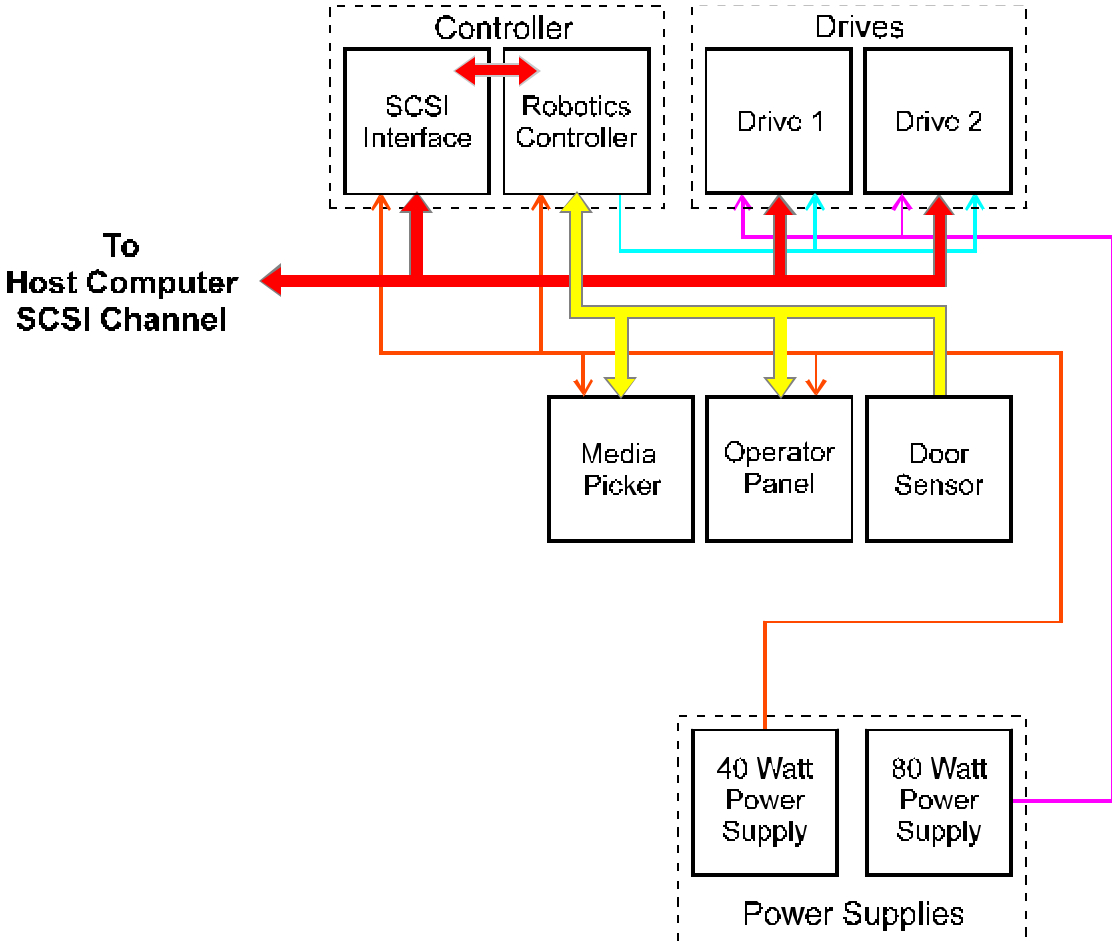 Controller
Drives
SCSI
Interface
Robotics
Controller
Drive 1
Drive 2
To
Host Computer
SCSI Channel
Media
Picker
Operator
Panel
Door
Sensor
40 Watt
Power
Supply
80 Watt
Power
Supply
Power Supplies